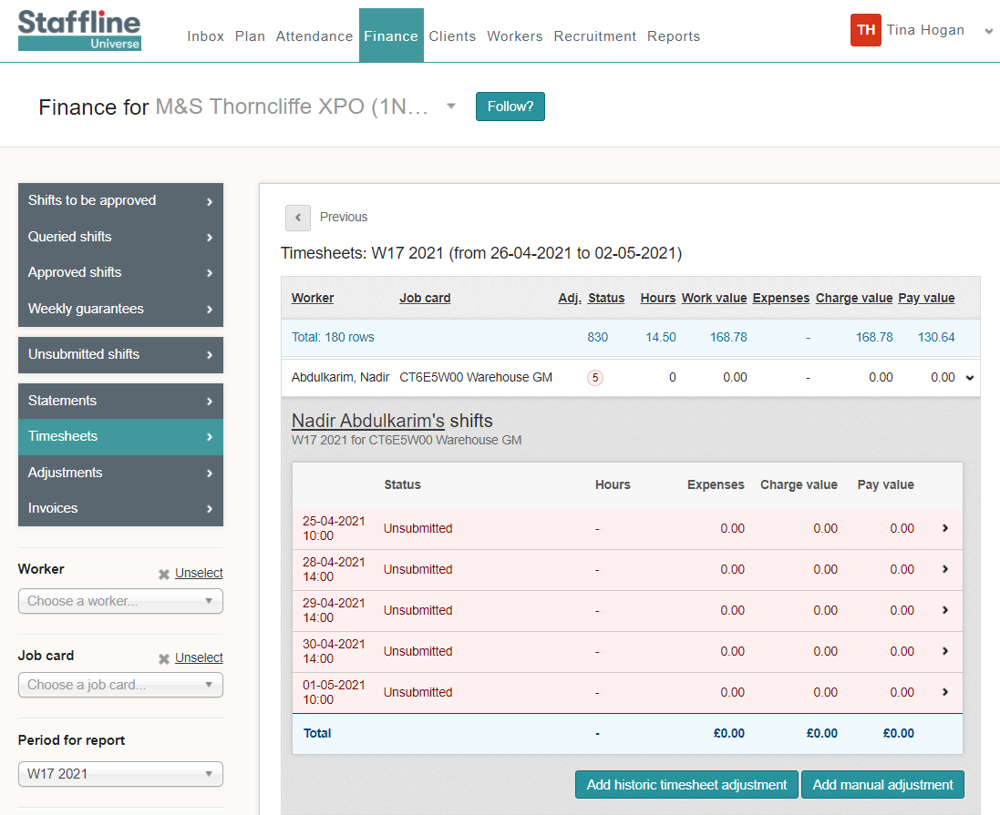 Staffline
Universe
Inbox Plan Attendance Finance Clients Workers Recruitment Reports
TH Tina Hogan
Finance for M&S Thorncliffe XPO (1N...
Follow?
Shifts to be approved
Queried shifts
Approved shifts
Weekly guarantees
Unsubmitted shifts
Statements
Timesheets
Adjustments
Invoices
Worker
Unselect
Choose a worker...
Job card
Unselect
Choose a job card...
Period for report
W17 2021
Previous
Timesheets: W17 2021 (from 26-04-2021 to 02-05-2021)
Worker Job card Adj. Status Hours Work value Expenses Charge value Pay value
Total: 180 rows 830 14.50 168.78 - 168.78 130.64
Abdulkarim, Nadir CT6E5W00 Warehouse GM 5 0 0.00 - 0.00 0.00
Nadir Abdulkarim's shifts
W17 2021 for CT6E5W00 Warehouse GM
Status Hours Expenses Charge value Pay value
25-04-2021
10:00
Unsubmitted - 0.00 0.00 0.00
28-04-2021
14:00
Unsubmitted - 0.00 0.00 0.00
29-04-2021
14:00
Unsubmitted - 0.00 0.00 0.00
30-04-2021
14:00
Unsubmitted - 0.00 0.00 0.00
01-05-2021
10:00
Unsubmitted - 0.00 0.00 0.00
Total - £0.00 £0.00 £0.00
Add historic timesheet adjustment
Add manual adjustment